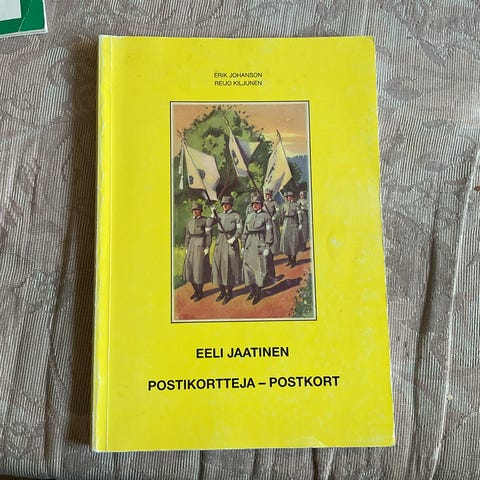 ERIK JOHANSON
REIJO KILJUNEN
EELI JAATINEN
POSTIKORTTEJA – POSTKORT